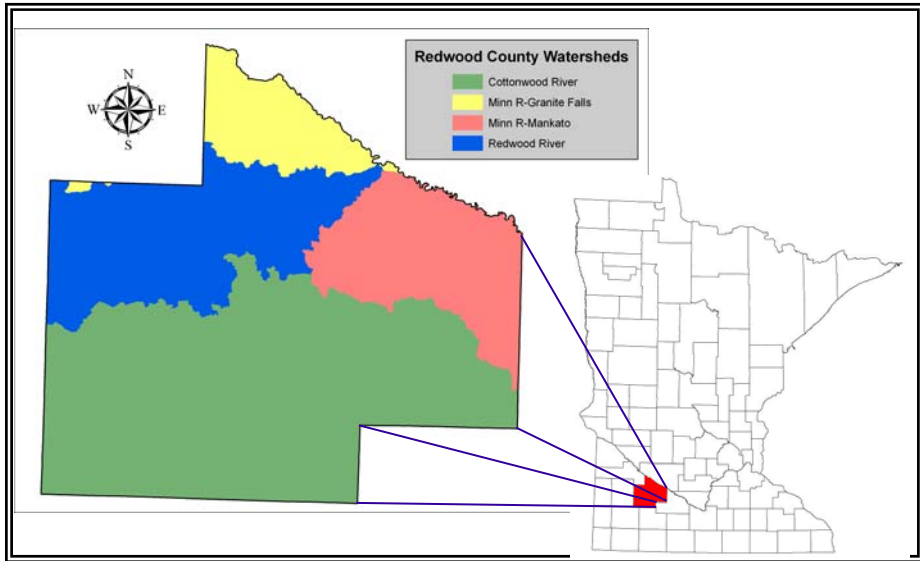 Redwood County Watersheds
Cottonwood River
Minn R-Granite Falls
Minn R-Mankato
Redwood River
N
W E
S